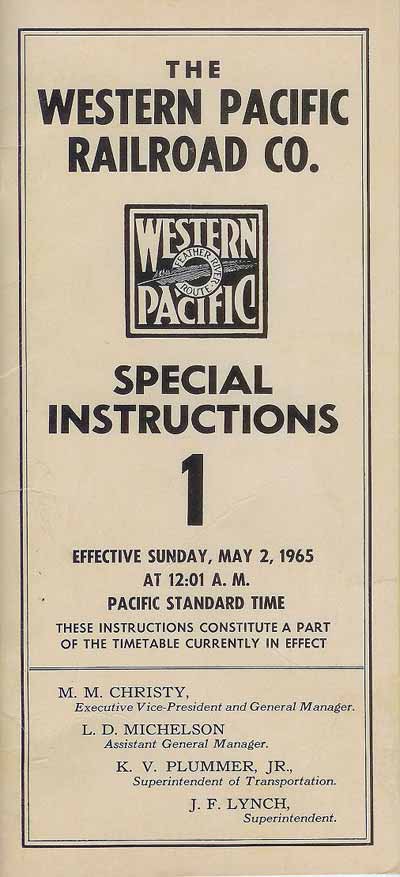 THE
WESTERN PACIFIC
RAILROAD CO.
WESTERN
FEATHER RIVER
ROUTE
PACIFIC
SPECIAL
INSTRUCTIONS
1
EFFECTIVE SUNDAY, MAY 2, 1965
AT 12:01 A. M.
PACIFIC STANDARD TIME
THESE INSTRUCTIONS CONSTITUTE A PART
OF THE TIMETABLE CURRENTLY IN EFFECT
M. M. CHRISTY,
Executive Vice-President and General Manager.
L. D. MICHELSON
Assistant General Manager.
K. V. PLUMMER, JR.,
Superintendent of Transportation.
J. F. LYNCH,
Superintendent.